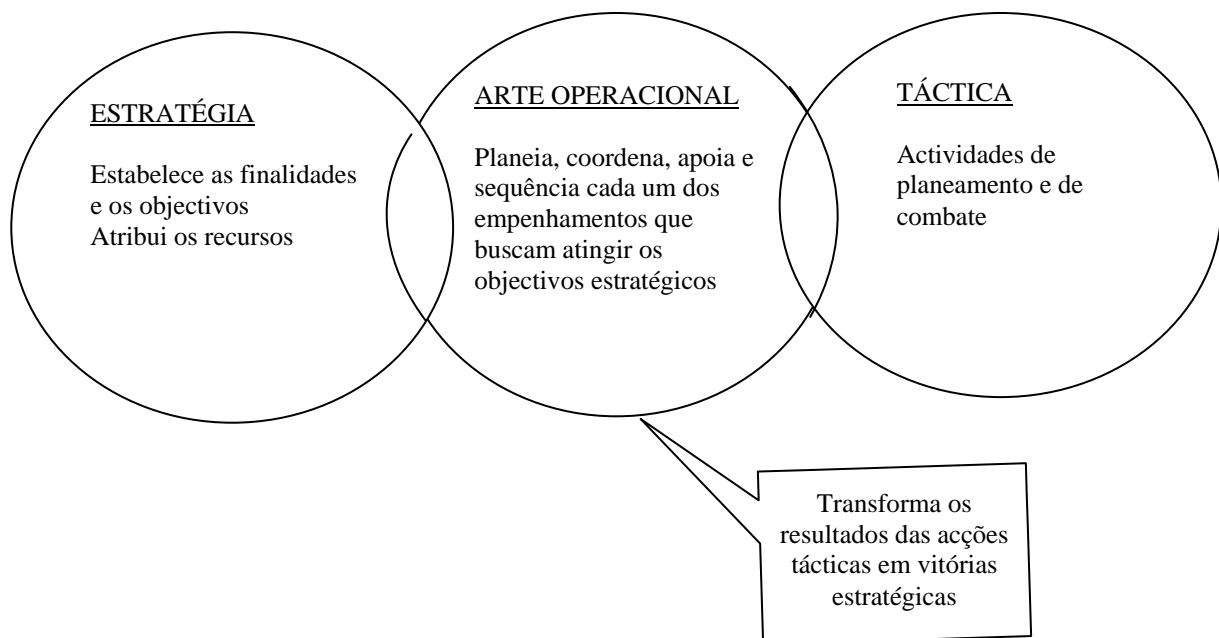 ESTRATÉGIA
Estabelece as finalidades
e os objectivos
Atribui os recursos
ARTE OPERACIONAL
Planeia, coordena, apoia e
sequência cada um dos
empenhamentos que
buscam atingir os
objectivos estratégicos
TÁCTICA
Actividades de
planeamento e de
combate
Transforma os
resultados das acções
tácticas em vitórias
estratégicas